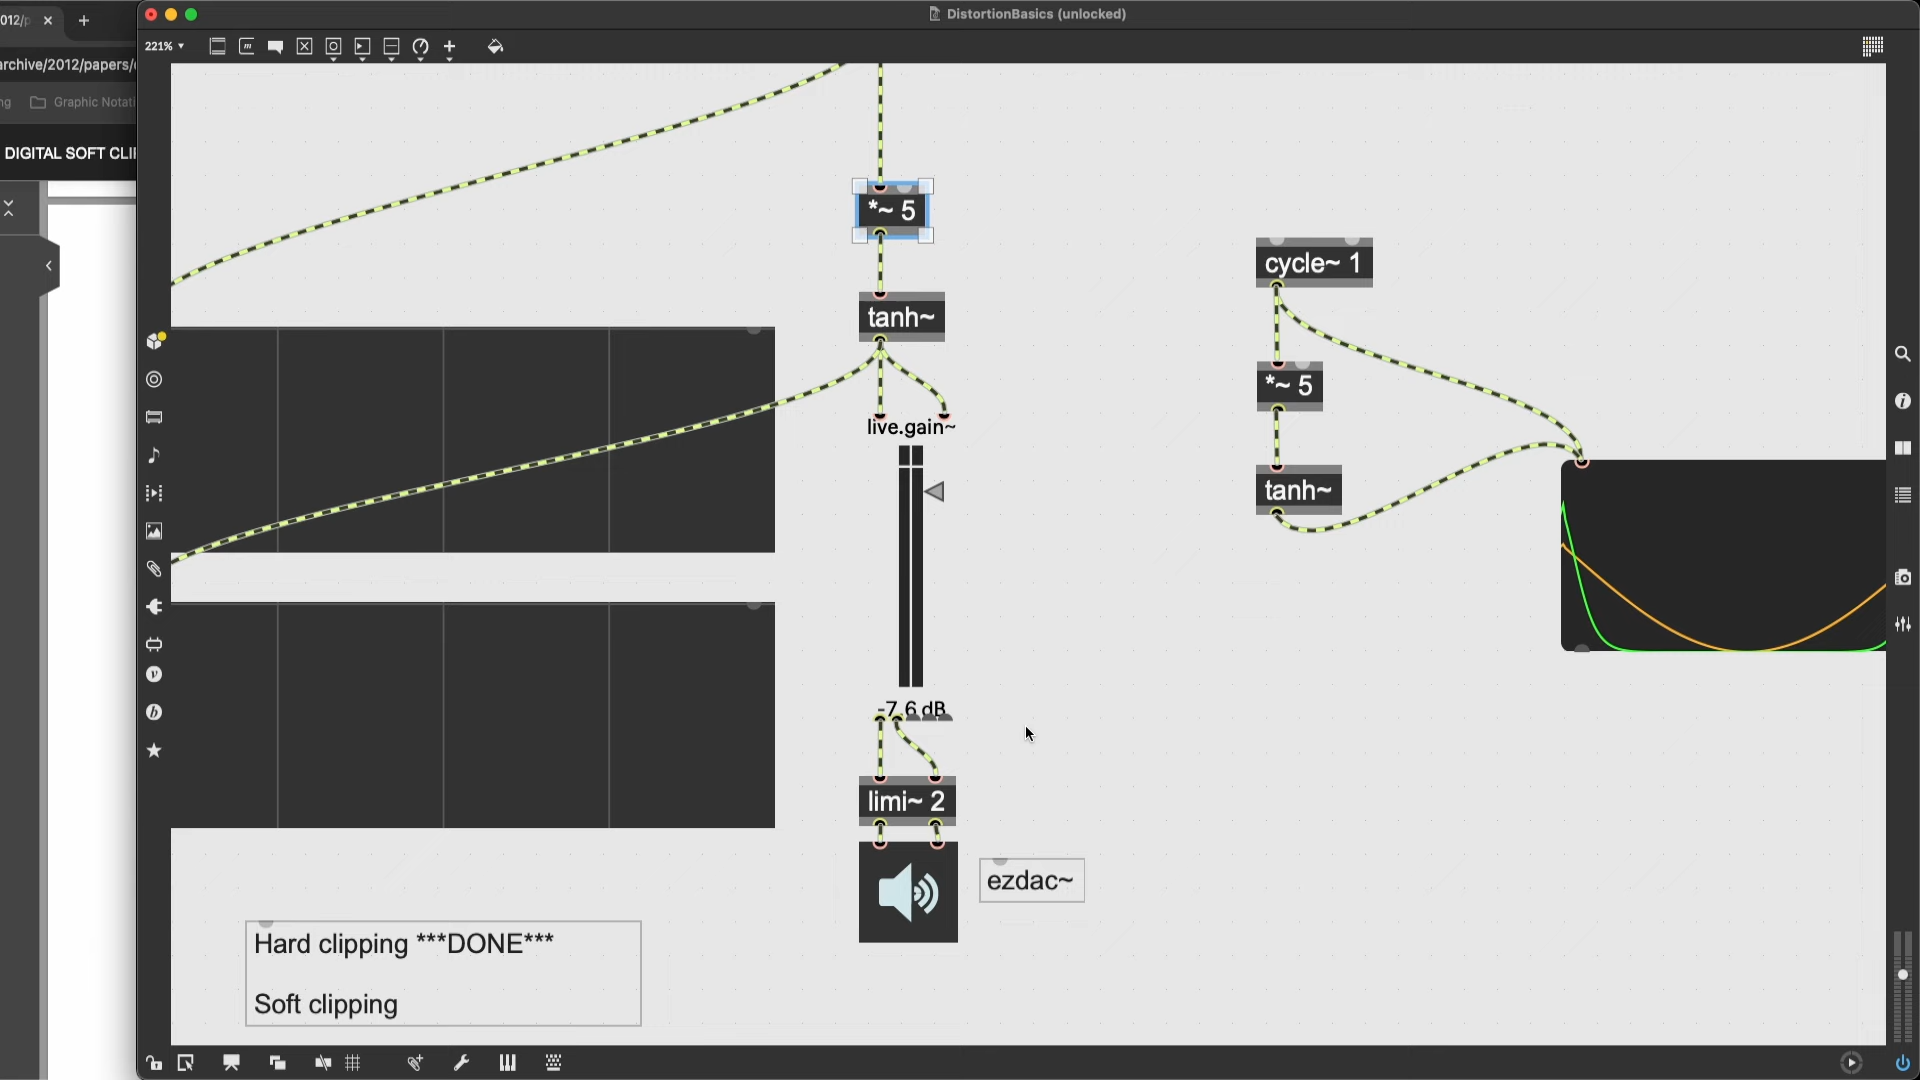 012/p
DistortionBasics (unlocked)
221%
archive/2012/papers/
ng
Graphic Notati
DIGITAL SOFT CLI
*~ 5
cycle~ 1
tanh~
*~ 5
live.gain~
tanh~
-7.6 dB
limi~ 2
ezdac~
Hard clipping ***DONE***
Soft clipping